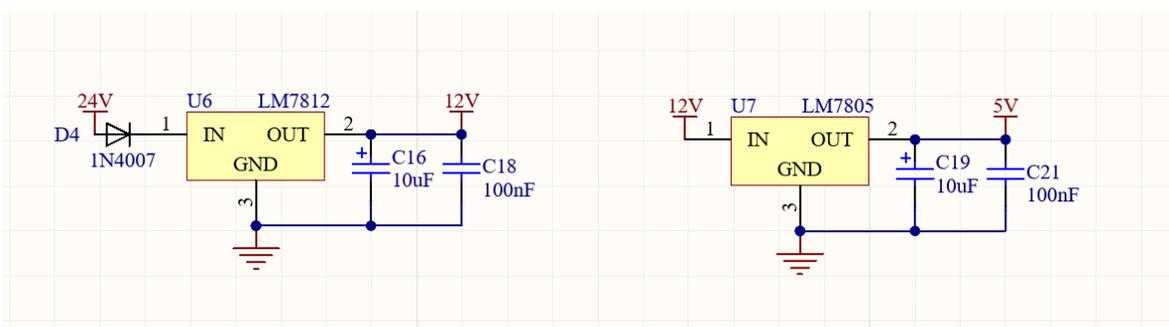 24V
U6 LM7812
12V
D4
1N4007
1
IN
OUT
2
GND
3
+
C16
10uF
C18
100nF
12V
U7 LM7805
5V
1
IN
OUT
2
GND
3
+
C19
10uF
C21
100nF